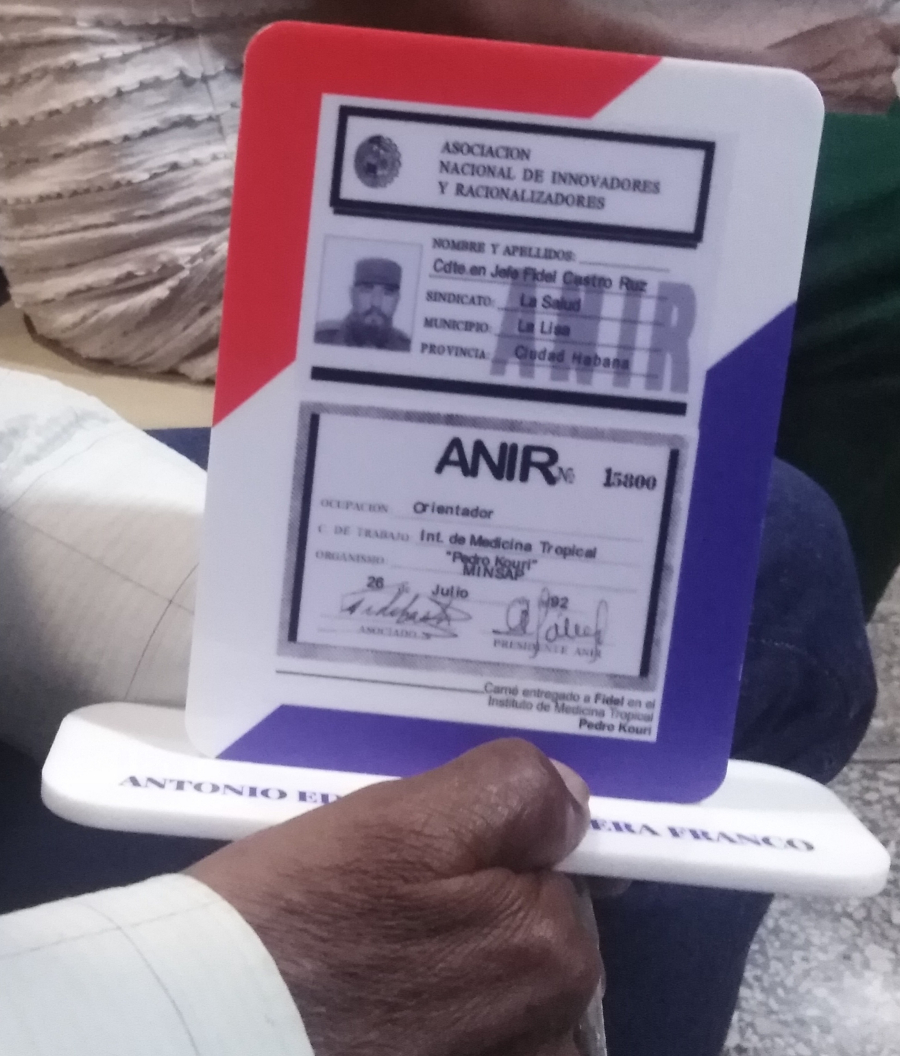 ASOCIACION
NACIONAL DE INNOVADORES
Y RACIONALIZADORES
NOMBRE Y APELLIDOS:
Cdte.en Jefe Fidel Castro Ruz
SINDICATO: La Salud
MUNICIPIO: La Lisa
PROVINCIA: Ciudad Habana
ANIR
ANIR No 15800
OCUPACION Orientador
C. DE TRABAJO Int. de Medicina Tropical
"Pedro Kouri"
ORGANISMO: MINSAP
26 Julio 92
ASOCIADO
PRESIDENTE ANIR
Carné entregado a Fidel en el
Instituto de Medicina Tropical
Pedro Kouri
ANTONIO ERA FRANCO